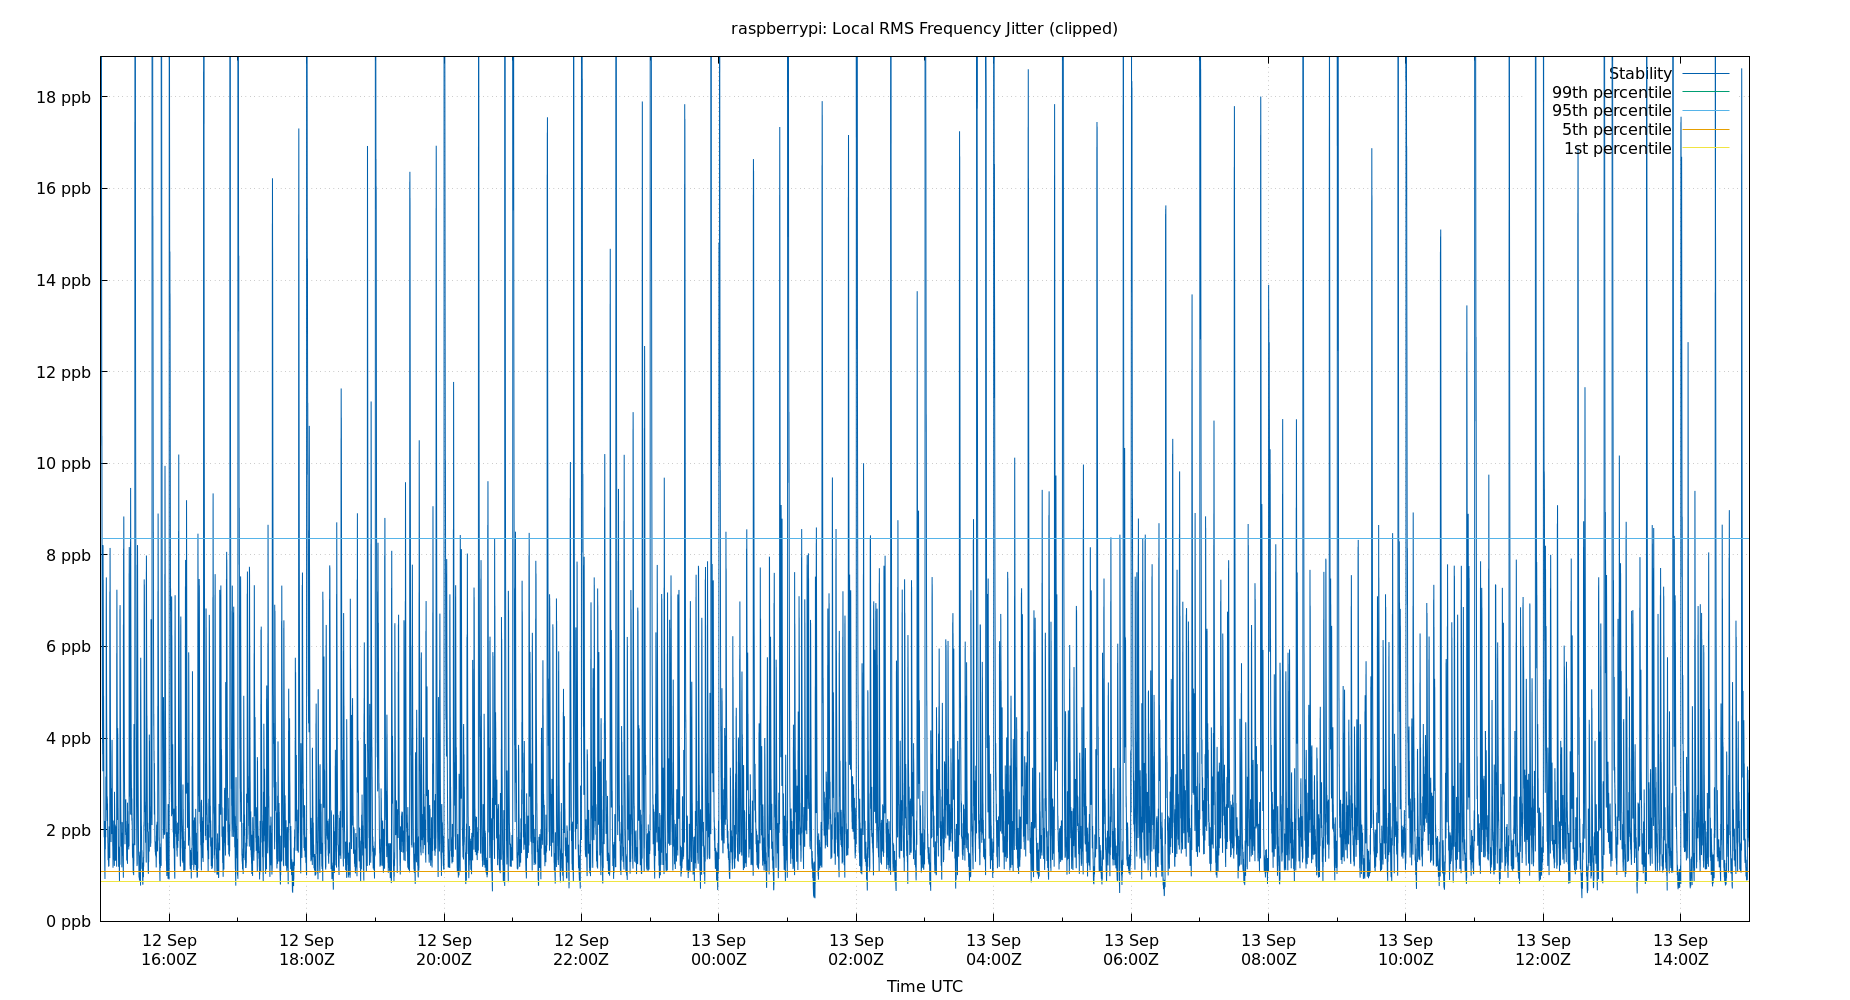 raspberrypi: Local RMS Frequency Jitter (clipped)
Stability
99th percentile
95th percentile
5th percentile
1st percentile
18 ppb
16 ppb
14 ppb
12 ppb
10 ppb
8 ppb
6 ppb
4 ppb
2 ppb
0 ppb
12 Sep 12 Sep 12 Sep 12 Sep 13 Sep 13 Sep 13 Sep 13 Sep 13 Sep 13 Sep 13 Sep 13 Sep
16:00Z 18:00Z 20:00Z 22:00Z 00:00Z 02:00Z 04:00Z 06:00Z 08:00Z 10:00Z 12:00Z 14:00Z
Time UTC